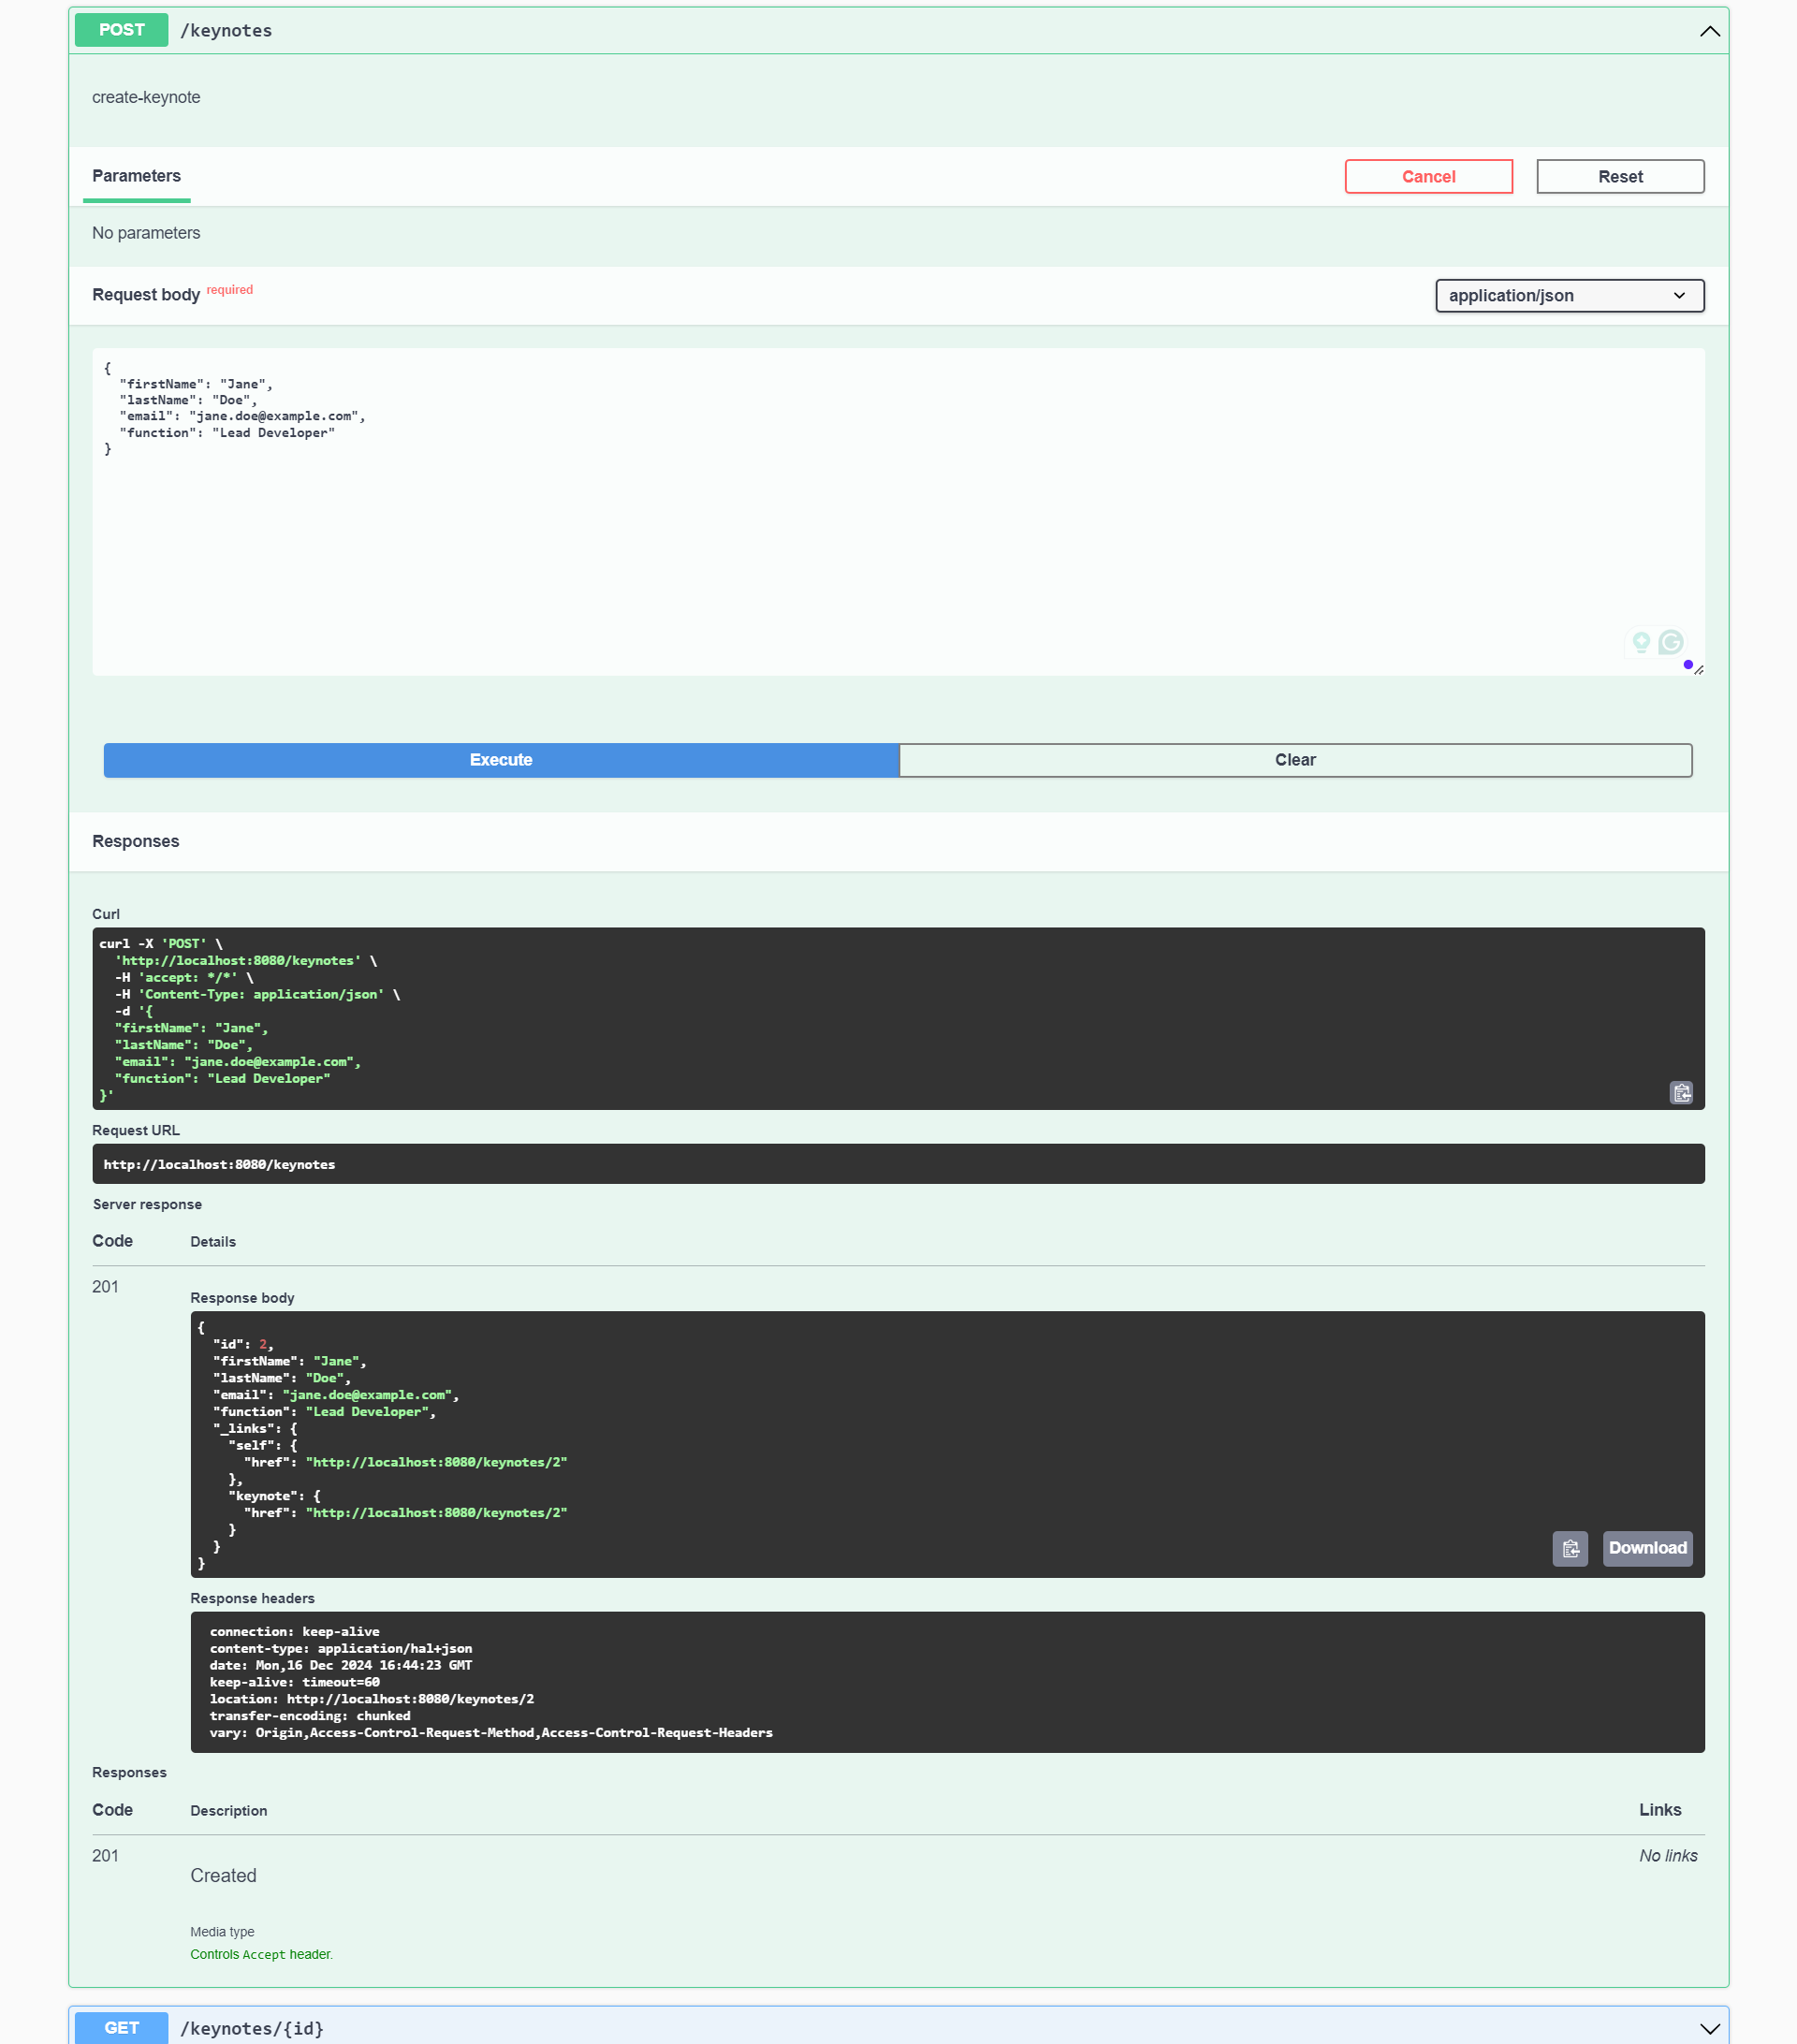 POST /keynotes
create-keynote
Parameters
Cancel
Reset
No parameters
Request body required
application/json
{
  "firstName": "Jane",
  "lastName": "Doe",
  "email": "jane.doe@example.com",
  "function": "Lead Developer"
}
Execute
Clear
Responses
Curl
curl -X 'POST' \
  'http://localhost:8080/keynotes' \
  -H 'accept: */*' \
  -H 'Content-Type: application/json' \
  -d '{
  "firstName": "Jane",
  "lastName": "Doe",
  "email": "jane.doe@example.com",
  "function": "Lead Developer"
}'
Request URL
http://localhost:8080/keynotes
Server response
Code Details
201
Response body
{
  "id": 2,
  "firstName": "Jane",
  "lastName": "Doe",
  "email": "jane.doe@example.com",
  "function": "Lead Developer",
  "_links": {
    "self": {
      "href": "http://localhost:8080/keynotes/2"
    },
    "keynote": {
      "href": "http://localhost:8080/keynotes/2"
    }
  }
}
Download
Response headers
connection: keep-alive
content-type: application/hal+json
date: Mon,16 Dec 2024 16:44:23 GMT
keep-alive: timeout=60
location: http://localhost:8080/keynotes/2
transfer-encoding: chunked
vary: Origin,Access-Control-Request-Method,Access-Control-Request-Headers
Responses
Code Description Links
201 No links
Created
Media type
Controls Accept header.
GET /keynotes/{id}